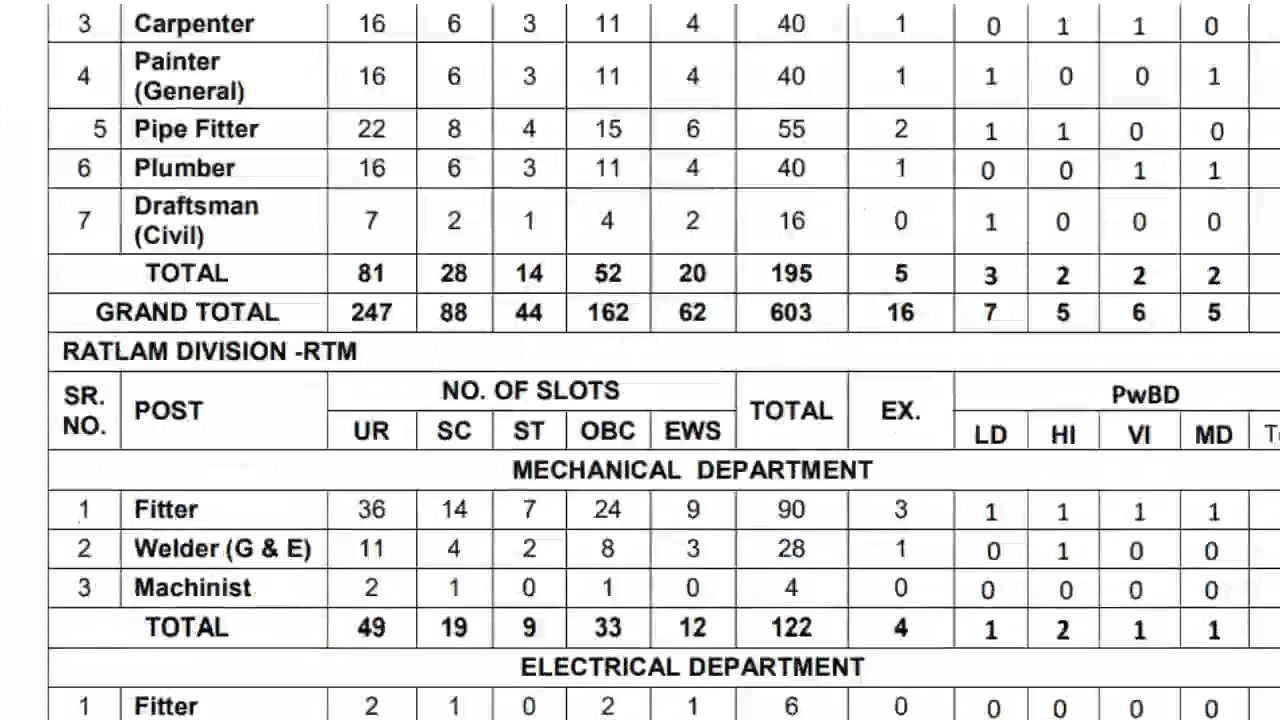 3 Carpenter 16 6 3 11 4 40 1 0 1 1 0
4 Painter (General) 16 6 3 11 4 40 1 1 0 0 1
5 Pipe Fitter 22 8 4 15 6 55 2 1 1 0 0
6 Plumber 16 6 3 11 4 40 1 0 0 1 1
7 Draftsman (Civil) 7 2 1 4 2 16 0 1 0 0 0
TOTAL 81 28 14 52 20 195 5 3 2 2 2
GRAND TOTAL 247 88 44 162 62 603 16 7 5 6 5
RATLAM DIVISION -RTM
SR. NO. POST NO. OF SLOTS TOTAL EX. PwBD
UR SC ST OBC EWS LD HI VI MD
MECHANICAL DEPARTMENT
1 Fitter 36 14 7 24 9 90 3 1 1 1 1
2 Welder (G & E) 11 4 2 8 3 28 1 0 1 0 0
3 Machinist 2 1 0 1 0 4 0 0 0 0 0
TOTAL 49 19 9 33 12 122 4 1 2 1 1
ELECTRICAL DEPARTMENT
1 Fitter 2 1 0 2 1 6 0 0 0 0 0